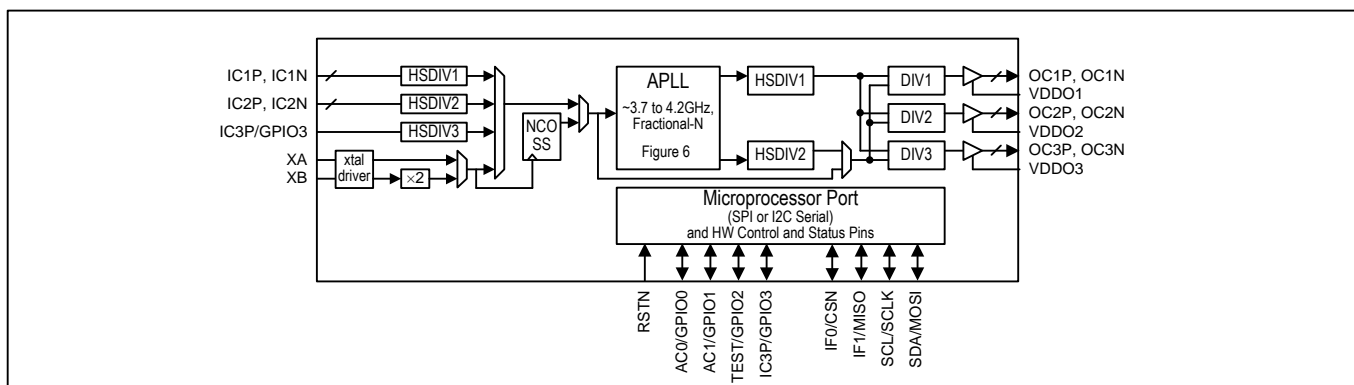 IC1P, IC1N
HSDIV1
IC2P, IC2N
HSDIV2
IC3P/GPIO3
HSDIV3
XA
XB
xtal
driver
×2
NCO
SS
APLL
~3.7 to 4.2GHz,
Fractional-N
Figure 6
HSDIV1
HSDIV2
DIV1
DIV2
DIV3
OC1P, OC1N
VDDO1
OC2P, OC2N
VDDO2
OC3P, OC3N
VDDO3
Microprocessor Port
(SPI or I2C Serial)
and HW Control and Status Pins
RSTN
AC0/GPIO0
AC1/GPIO1
TEST/GPIO2
IC3P/GPIO3
IF0/CSN
IF1/MISO
SCL/SCLK
SDA/MOSI